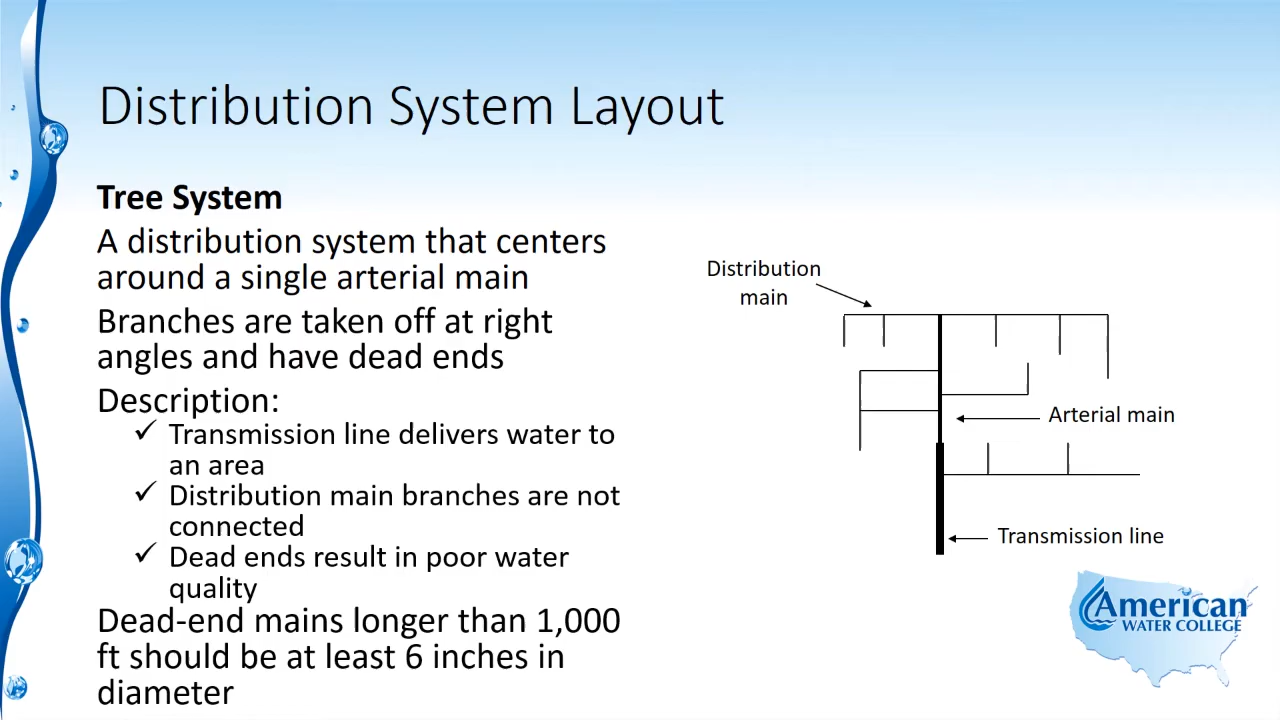 Distribution System Layout
Tree System
A distribution system that centers
around a single arterial main
Branches are taken off at right
angles and have dead ends
Description:
✓ Transmission line delivers water to
an area
✓ Distribution main branches are not
connected
✓ Dead ends result in poor water
quality
Dead-end mains longer than 1,000
ft should be at least 6 inches in
diameter
Distribution
main
Arterial main
Transmission line
American
WATER COLLEGE